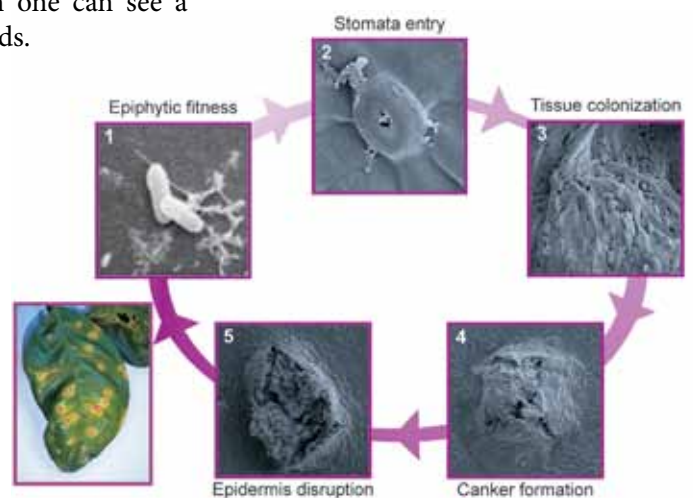 one can see a
ds.
Stomata entry
2
Epiphytic fitness
1
Tissue colonization
3
5
Epidermis disruption
4
Canker formation